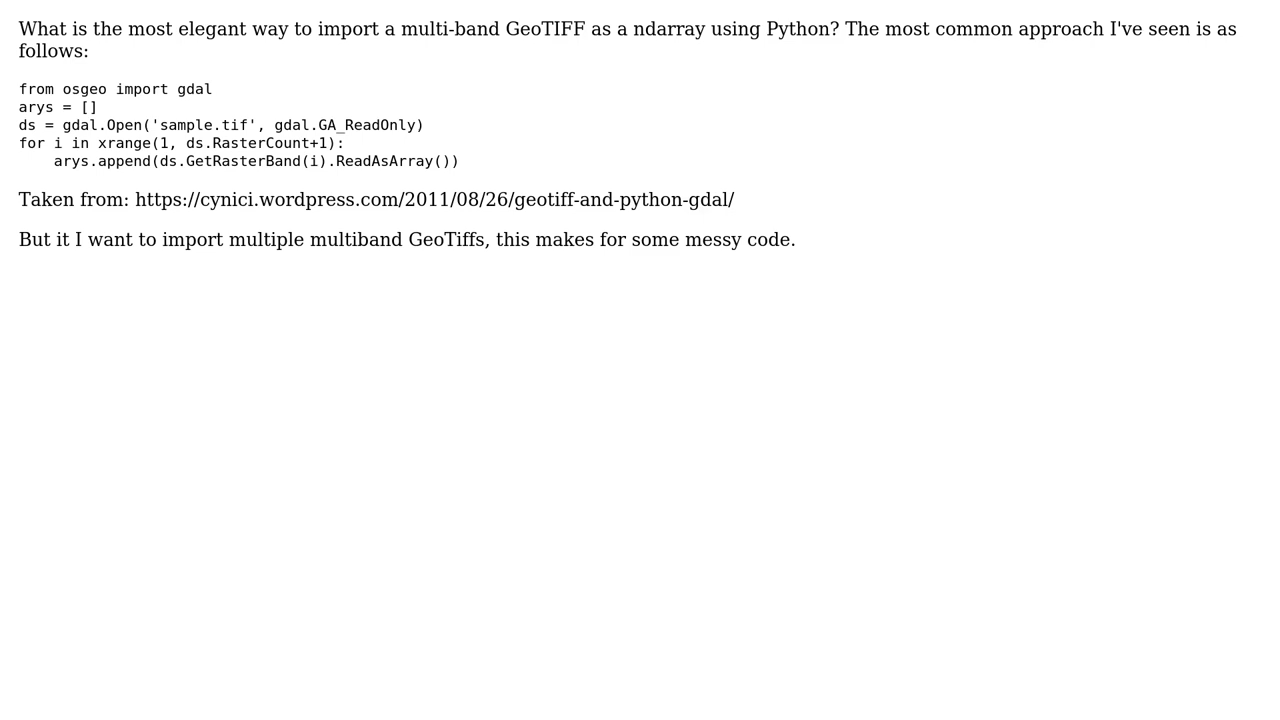 What is the most elegant way to import a multi-band GeoTIFF as a ndarray using Python? The most common approach I've seen is as
follows:
from osgeo import gdal
arys = []
ds = gdal.Open('sample.tif', gdal.GA_ReadOnly)
for i in xrange(1, ds.RasterCount+1):
    arys.append(ds.GetRasterBand(i).ReadAsArray())
Taken from: https://cynici.wordpress.com/2011/08/26/geotiff-and-python-gdal/
But it I want to import multiple multiband GeoTiffs, this makes for some messy code.